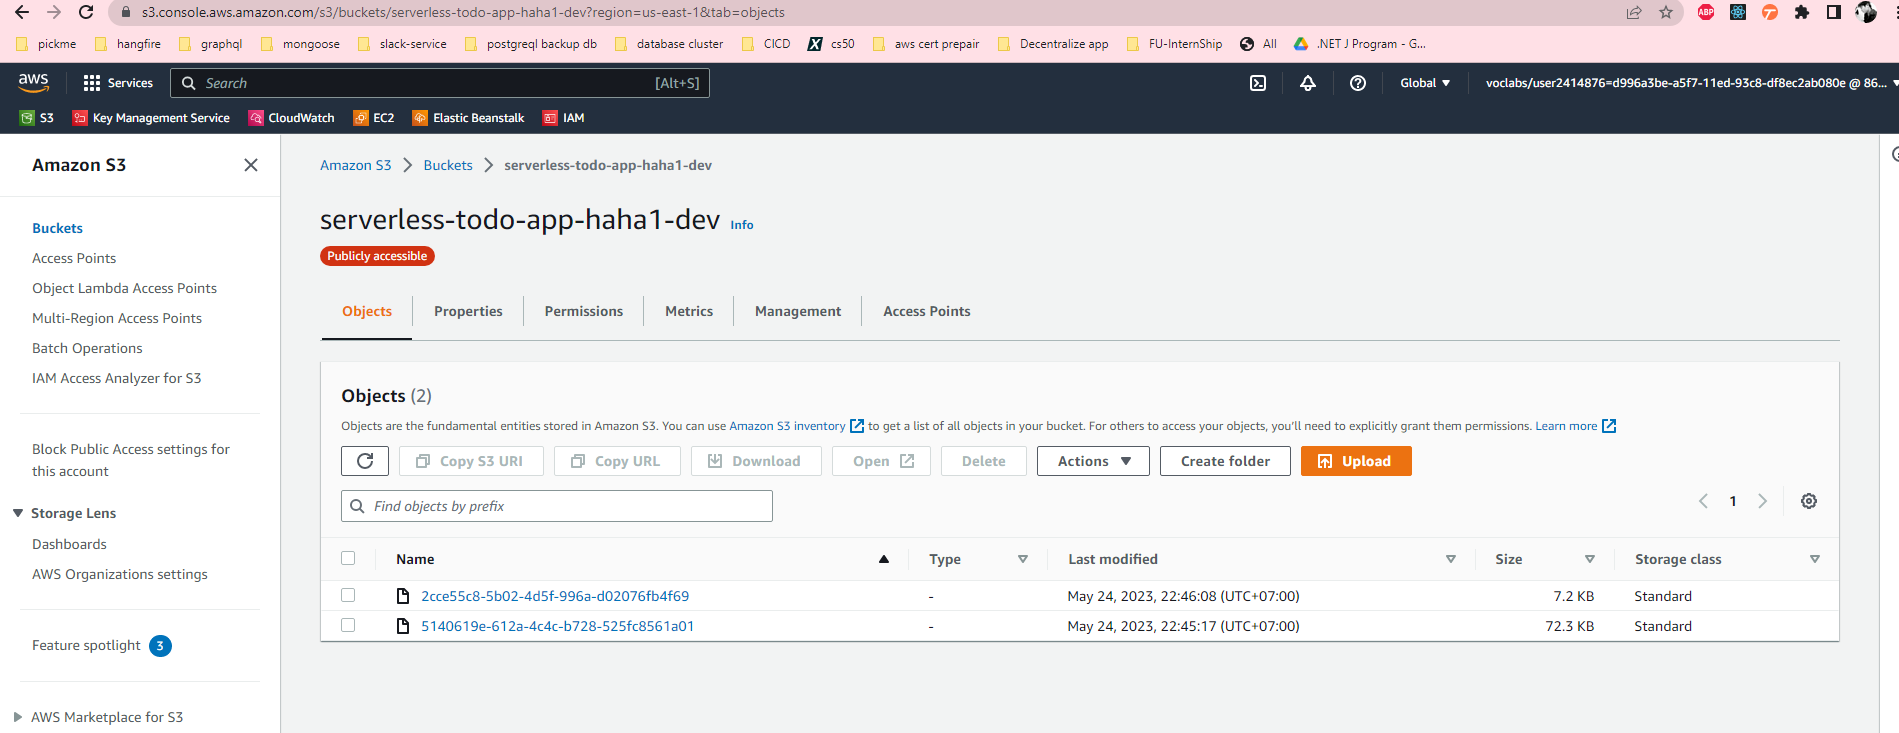 s3.console.aws.amazon.com/s3/buckets/serverless-todo-app-haha1-dev?region=us-east-1&tab=objects
ABP
pickme hangfire graphql mongoose slack-service postgreql backup db database cluster CICD cs50 aws cert prepair Decentralize app FU-InternShip All .NET J Program - G...
aws Services Search [Alt+S] Global voclabs/user2414876=d996a3be-a5f7-11ed-93c8-df8ec2ab080e @ 86...
S3 Key Management Service CloudWatch EC2 Elastic Beanstalk IAM
Amazon S3
Buckets
Access Points
Object Lambda Access Points
Multi-Region Access Points
Batch Operations
IAM Access Analyzer for S3
Block Public Access settings for
this account
Storage Lens
Dashboards
AWS Organizations settings
Feature spotlight 3
AWS Marketplace for S3
Amazon S3 Buckets serverless-todo-app-haha1-dev
serverless-todo-app-haha1-dev Info
Publicly accessible
Objects Properties Permissions Metrics Management Access Points
Objects (2)
Objects are the fundamental entities stored in Amazon S3. You can use Amazon S3 inventory to get a list of all objects in your bucket. For others to access your objects, you'll need to explicitly grant them permissions. Learn more
Copy S3 URI Copy URL Download Open Delete Actions Create folder Upload
Find objects by prefix 1
Name Type Last modified Size Storage class
2cce55c8-5b02-4d5f-996a-d02076fb4f69 - May 24, 2023, 22:46:08 (UTC+07:00) 7.2 KB Standard
5140619e-612a-4c4c-b728-525fc8561a01 - May 24, 2023, 22:45:17 (UTC+07:00) 72.3 KB Standard